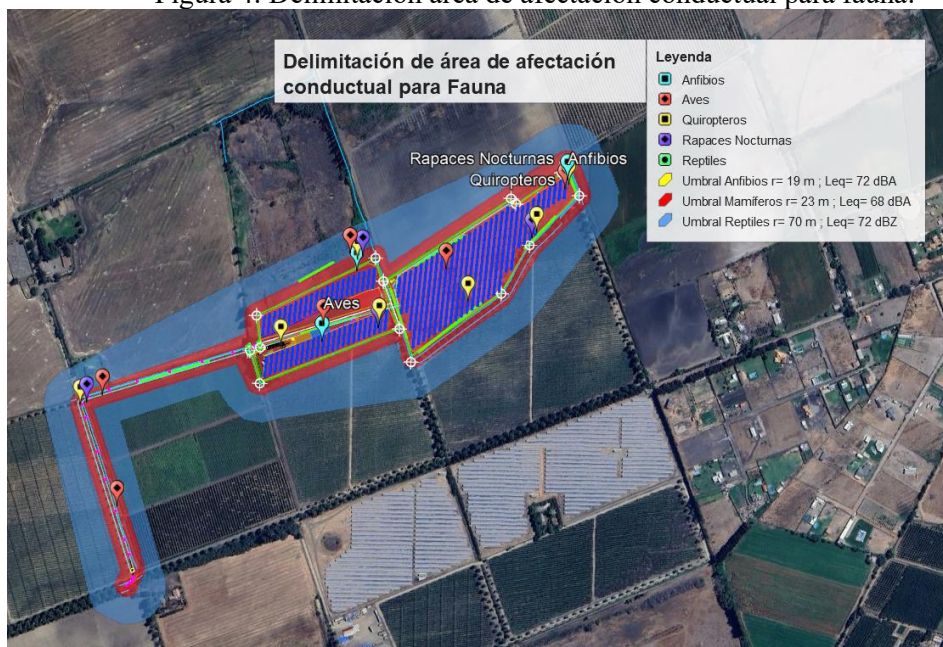 Figura 4. Delimitación área de afectación conductual para fauna.
Delimitación de área de afectación
conductual para Fauna
Leyenda
Anfibios
Aves
Quiropteros
Rapaces Nocturnas
Reptiles
Umbral Anfibios r= 19 m ; Leq= 72 dBA
Umbral Mamíferos r= 23 m ; Leq= 68 dBA
Umbral Reptiles r= 70 m ; Leq= 72 dBZ
Rapaces Nocturnas Anfibios
Quiropteros
Aves